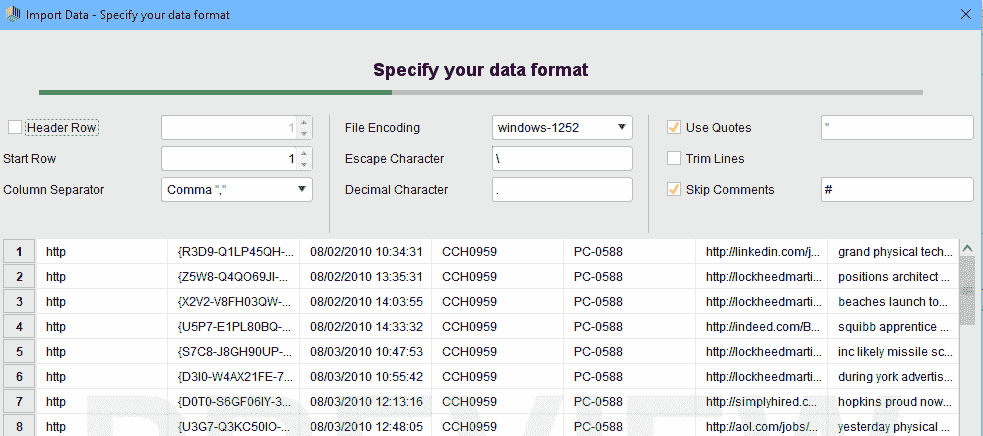 Import Data - Specify your data format
Specify your data format
Header Row 1 File Encoding windows-1252 Use Quotes "
Start Row 1 Escape Character \ Trim Lines
Column Separator Comma "," Decimal Character . Skip Comments #
1 http {R3D9-Q1LP45QH-... 08/02/2010 10:34:31 CCH0959 PC-0588 http://linkedin.com/j... grand physical tech...
2 http {Z5W8-Q4QO69JI-... 08/02/2010 13:35:31 CCH0959 PC-0588 http://lockheedmarti... positions architect ...
3 http {X2V2-V8FH03QW-... 08/02/2010 14:03:55 CCH0959 PC-0588 http://lockheedmarti... beaches launch to...
4 http {U5P7-E1PL80BQ-... 08/02/2010 14:33:32 CCH0959 PC-0588 http://indeed.com/B... squibb apprentice ...
5 http {S7C8-J8GH90UP-... 08/03/2010 10:47:53 CCH0959 PC-0588 http://lockheedmarti... inc likely missile sc...
6 http {D3I0-W4AX21FE-7... 08/03/2010 10:55:42 CCH0959 PC-0588 http://lockheedmarti... during york advertis...
7 http {D0T0-S6GF06IY-3... 08/03/2010 12:13:16 CCH0959 PC-0588 http://simplyhired.c... hopkins proud now...
8 http {U3G7-Q3KC50IO-... 08/03/2010 12:48:05 CCH0959 PC-0588 http://aol.com/jobs/... yesterday physical ...
PREVIEW